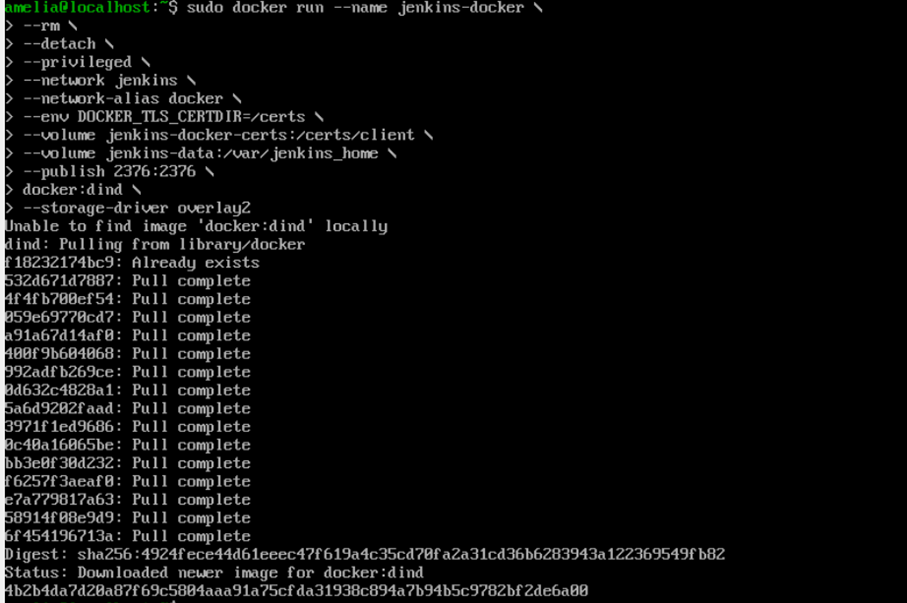 amelia@localhost:~$ sudo docker run --name jenkins-docker \
> --rm \
> --detach \
> --privileged \
> --network jenkins \
> --network-alias docker \
> --env DOCKER_TLS_CERTDIR=/certs \
> --volume jenkins-docker-certs:/certs/client \
> --volume jenkins-data:/var/jenkins_home \
> --publish 2376:2376 \
> docker:dind \
> --storage-driver overlay2
Unable to find image 'docker:dind' locally
dind: Pulling from library/docker
f18232174bc9: Already exists
532d671d7887: Pull complete
4f4fb700ef54: Pull complete
059e69770cd7: Pull complete
a91a67d14af0: Pull complete
400f9b604068: Pull complete
992adfb269ce: Pull complete
0d632c4828a1: Pull complete
5a6d9202faad: Pull complete
3971f1ed9686: Pull complete
0c40a16065be: Pull complete
bb3e0f30d232: Pull complete
f6257f3aeaf0: Pull complete
e7a779817a63: Pull complete
58914f08e9d9: Pull complete
6f454196713a: Pull complete
Digest: sha256:4924fece44d61eeec47f619a4c35cd70fa2a31cd36b6283943a122369549fb82
Status: Downloaded newer image for docker:dind
4b2b4da7d20a87f69c5804aaa91a75cfda31938c894a7b94b5c9782bf2de6a00